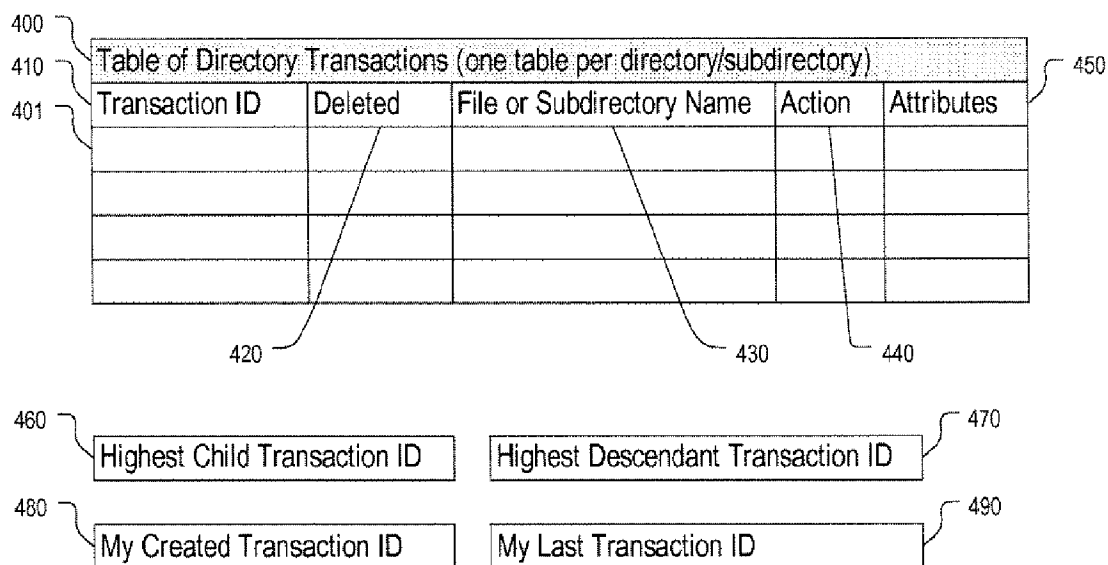 400
Table of Directory Transactions (one table per directory/subdirectory)
410
450
Transaction ID Deleted File or Subdirectory Name Action Attributes
401
420 430 440
460 470
Highest Child Transaction ID Highest Descendant Transaction ID
480 490
My Created Transaction ID My Last Transaction ID